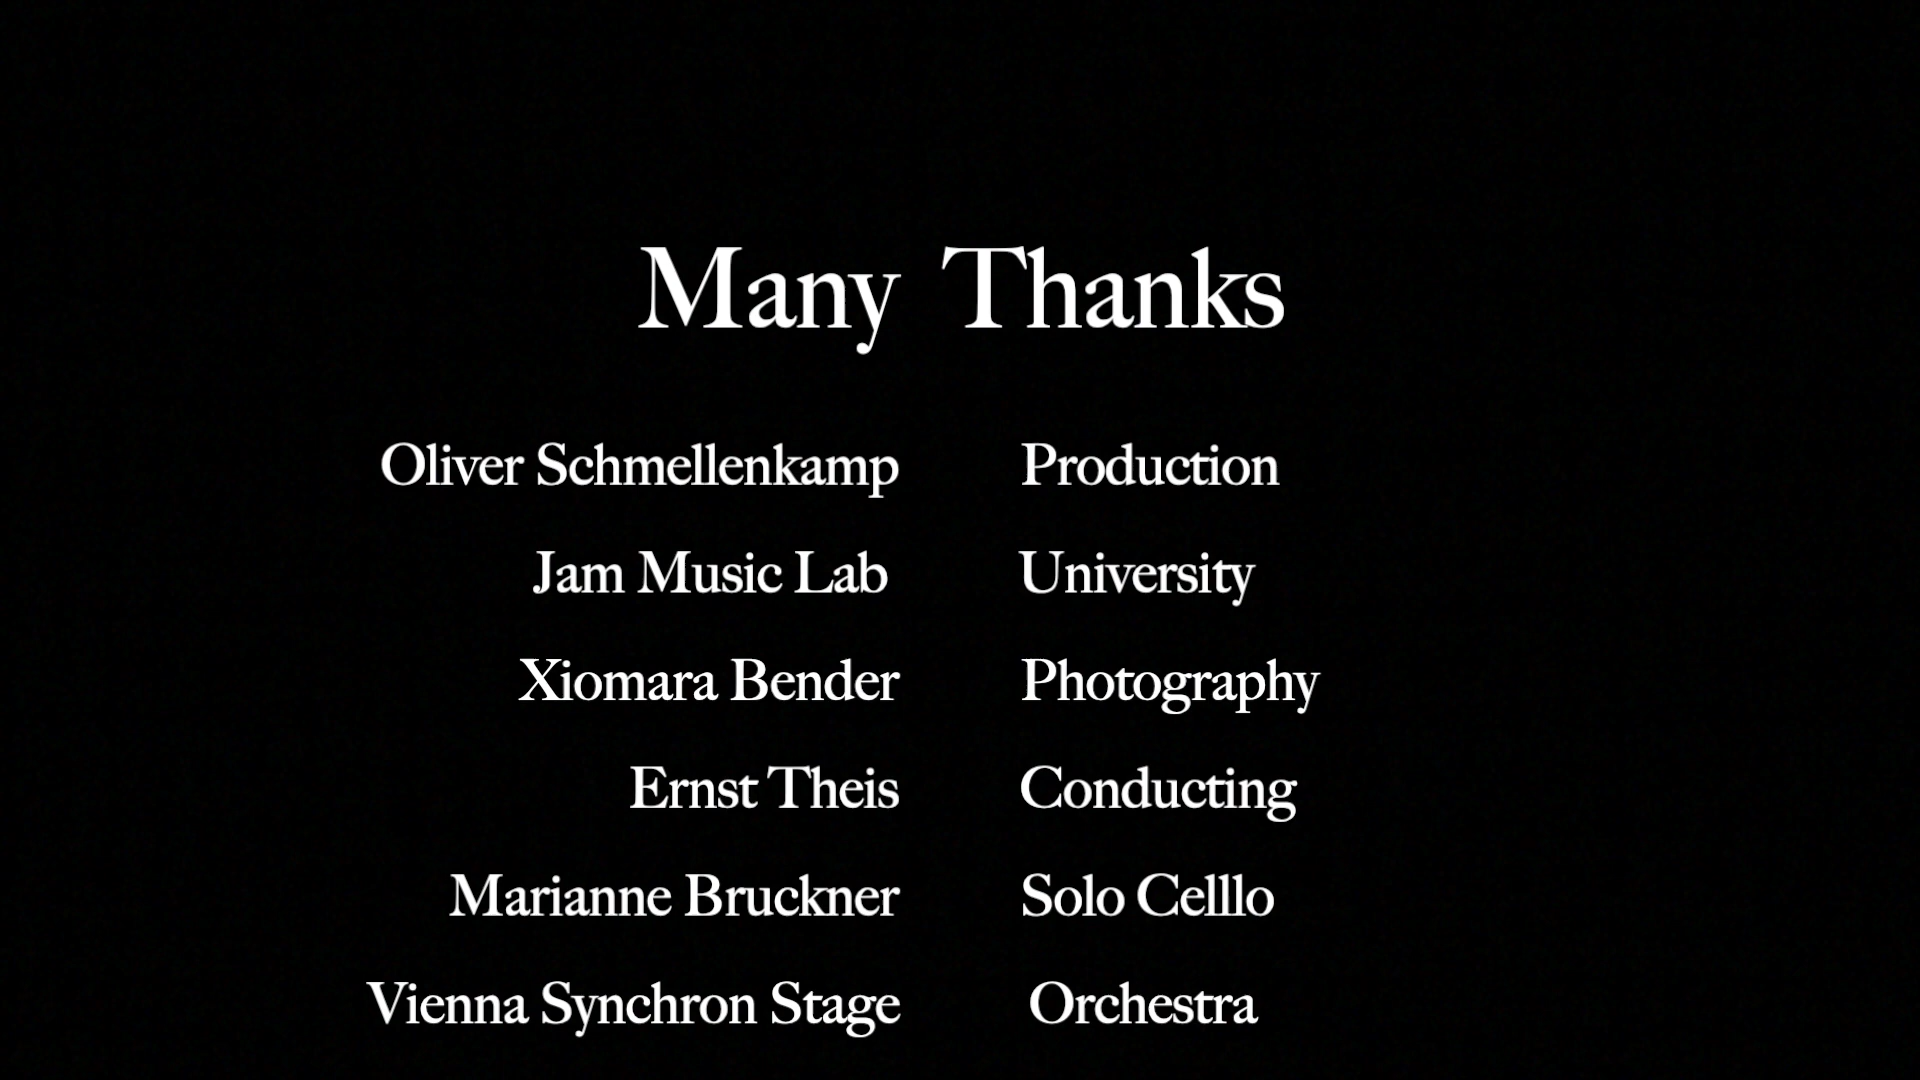 Many Thanks
Oliver Schmellenkamp Production
Jam Music Lab University
Xiomara Bender Photography
Ernst Theis Conducting
Marianne Bruckner Solo Celllo
Vienna Synchron Stage Orchestra